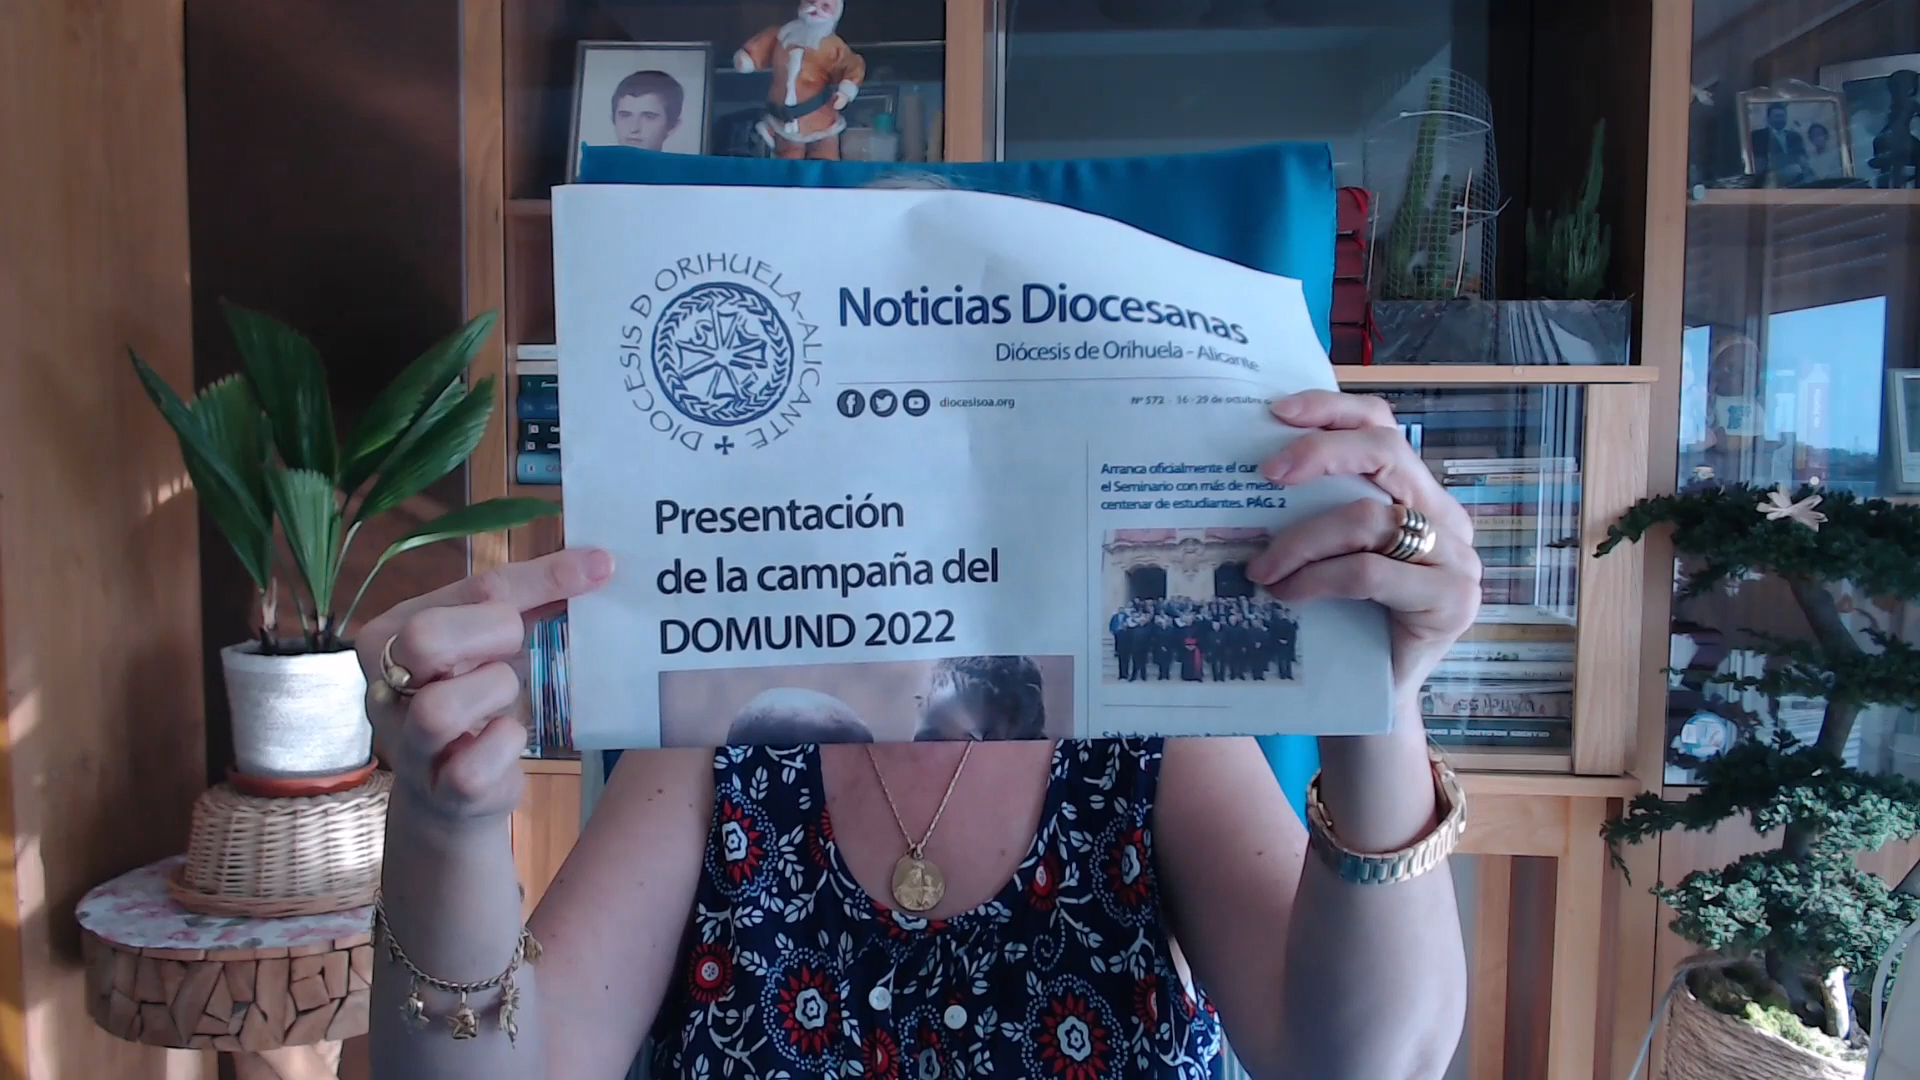 DIOCESIS D ORIHUELA-ALICANTE
Noticias Diocesanas
Diócesis de Orihuela - Alicante
diocesisoa.org
Nº 572 - 16 - 29 de octubre
Presentación
de la campaña del
DOMUND 2022
Arranca oficialmente el cur
el Seminario con más de medio
centenar de estudiantes. PÁG. 2